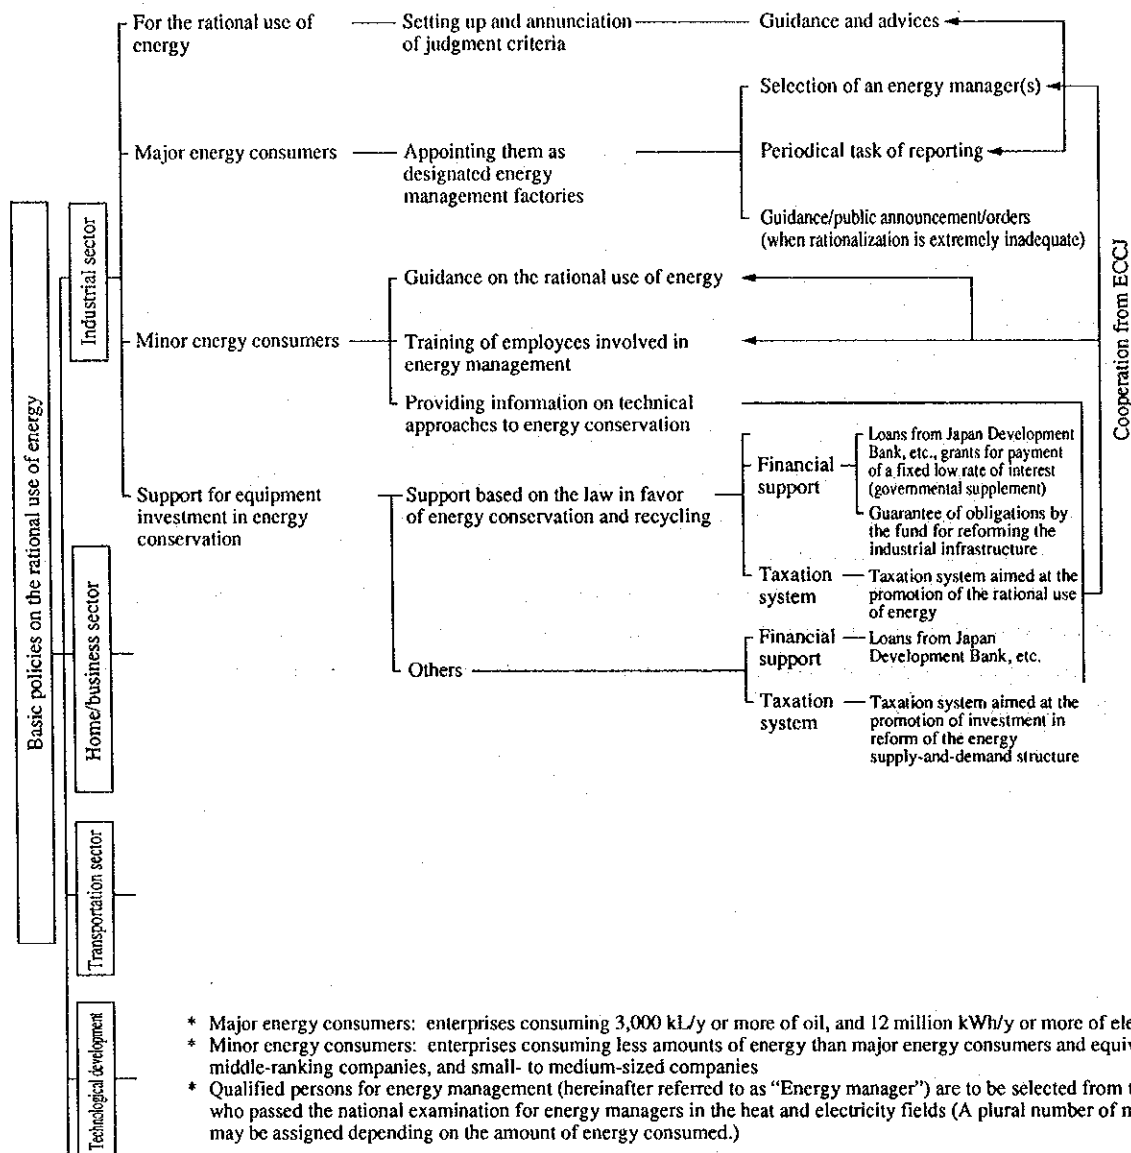 Basic policies on the rational use of energy
Industrial sector
Home/business sector
Transportation sector
Technological development
For the rational use of
energy
Setting up and annunciation
of judgment criteria
Guidance and advices
Major energy consumers
Appointing them as
designated energy
management factories
Selection of an energy manager(s)
Periodical task of reporting
Guidance/public announcement/orders
(when rationalization is extremely inadequate)
Minor energy consumers
Guidance on the rational use of energy
Training of employees involved in
energy management
Providing information on technical
approaches to energy conservation
Support for equipment
investment in energy
conservation
Support based on the law in favor
of energy conservation and recycling
Financial
support
Loans from Japan Development
Bank, etc., grants for payment
of a fixed low rate of interest
(governmental supplement)
Guarantee of obligations by
the fund for reforming the
industrial infrastructure
Taxation
system
Taxation system aimed at the
promotion of the rational use
of energy
Others
Financial
support
Loans from Japan
Development Bank, etc.
Taxation
system
Taxation system aimed at the
promotion of investment in
reform of the energy
supply-and-demand structure
Cooperation from ECCJ
* Major energy consumers: enterprises consuming 3,000 kL/y or more of oil, and 12 million kWh/y or more of ele
* Minor energy consumers: enterprises consuming less amounts of energy than major energy consumers and equiv
middle-ranking companies, and small- to medium-sized companies
* Qualified persons for energy management (hereinafter referred to as “Energy manager”) are to be selected from t
who passed the national examination for energy managers in the heat and electricity fields (A plural number of m
may be assigned depending on the amount of energy consumed.)